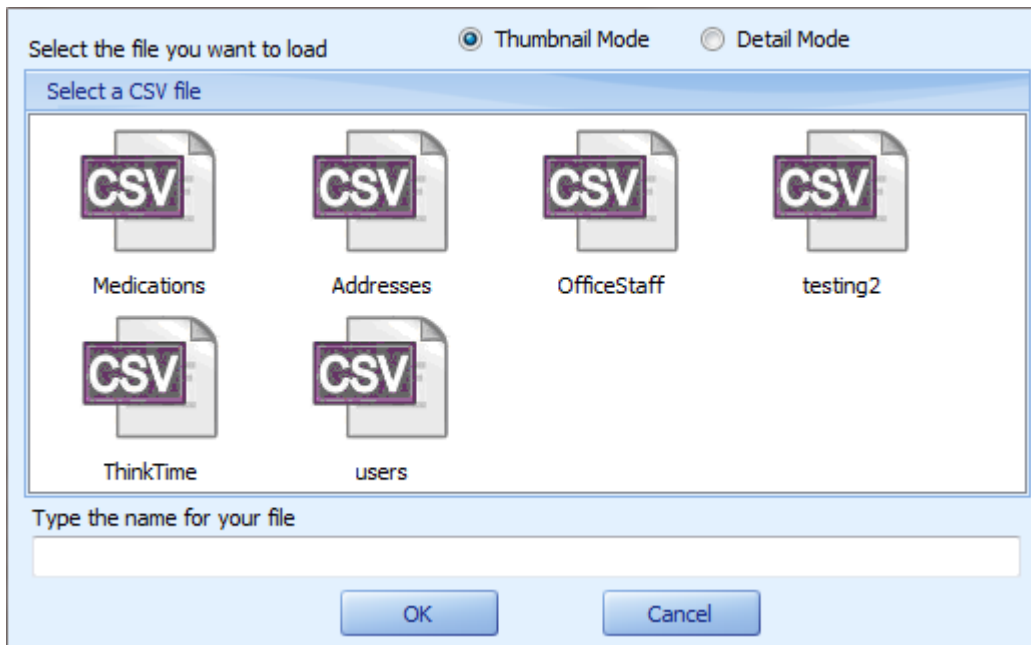 Select the file you want to load
Thumbnail Mode
Detail Mode
Select a CSV file
CSV CSV CSV CSV
Medications Addresses OfficeStaff testing2
CSV CSV
ThinkTime users
Type the name for your file
OK Cancel